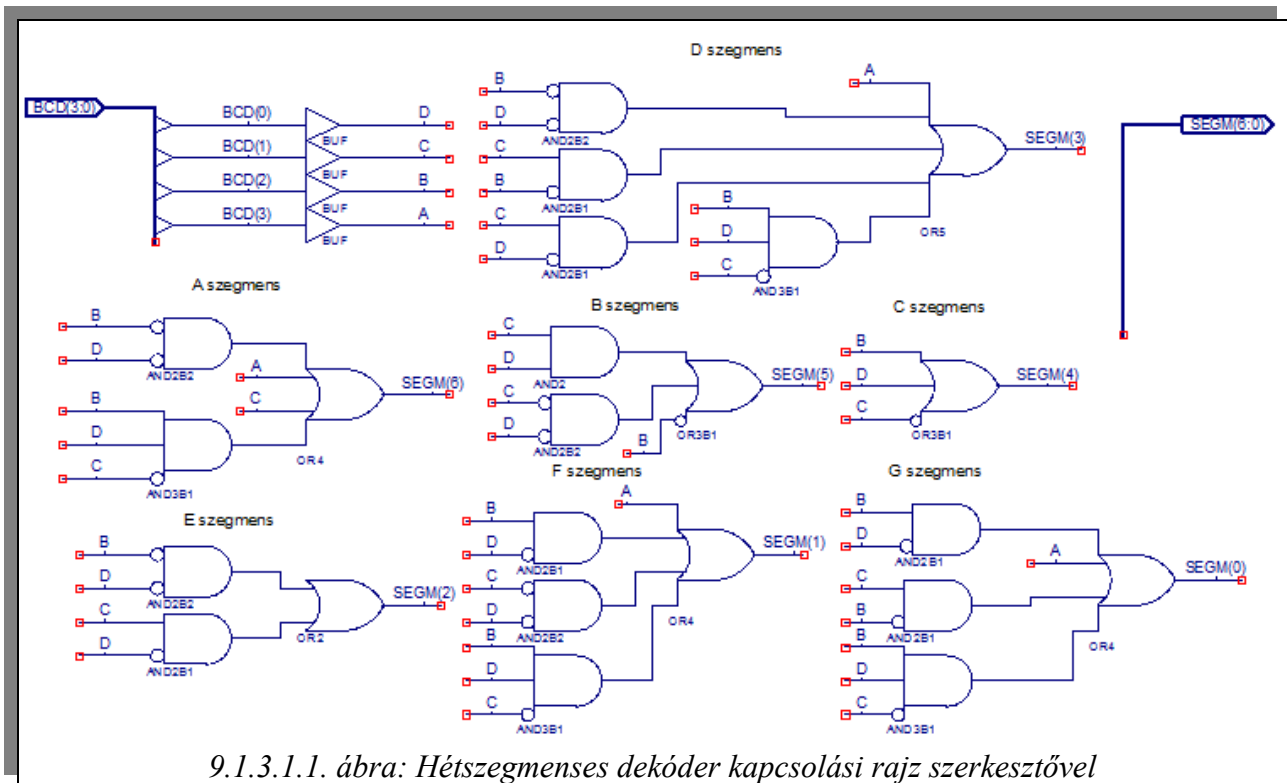 D szegmens
BCD(3:0)
BCD(0)
BUF
D
BCD(1)
BUF
C
BCD(2)
BUF
B
BCD(3)
BUF
A
B
D
AND2B2
C
B
AND2B1
C
D
AND2B1
A
B
D
C
AND3B1
OR5
SEGM(3)
SEGM(6:0)
A szegmens
B
D
AND2B2
A
C
B
D
C
AND3B1
OR4
SEGM(6)
B szegmens
C
D
AND2
C
D
AND2B2
B
OR3B1
SEGM(5)
C szegmens
B
D
C
OR3B1
SEGM(4)
E szegmens
B
D
AND2B2
C
D
AND2B1
OR2
SEGM(2)
F szegmens
A
B
D
AND2B1
C
D
AND2B2
B
D
C
AND3B1
OR4
SEGM(1)
G szegmens
B
D
AND2B1
A
C
B
AND2B1
B
D
C
AND3B1
OR4
SEGM(0)
9.1.3.1.1. ábra: Hétszegmenses dekóder kapcsolási rajz szerkesztővel